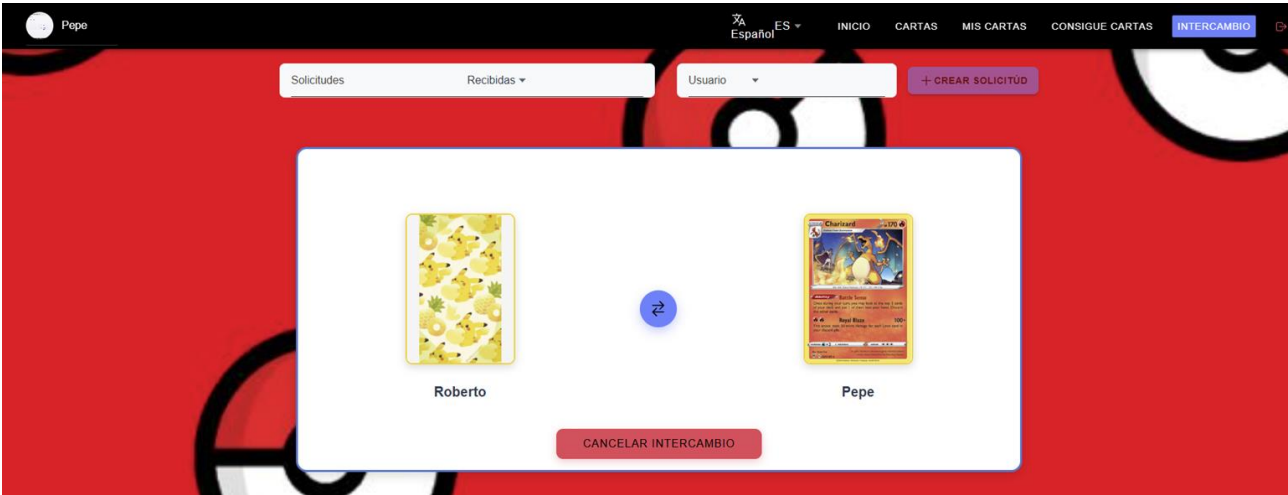 Pepe
Español ES
INICIO
CARTAS
MIS CARTAS
CONSIGUE CARTAS
INTERCAMBIO
Solicitudes Recibidas
Usuario
CREAR SOLICITÚD
Charizard 170
Battle Sense
Royal Blaze 100+
Roberto
Pepe
CANCELAR INTERCAMBIO